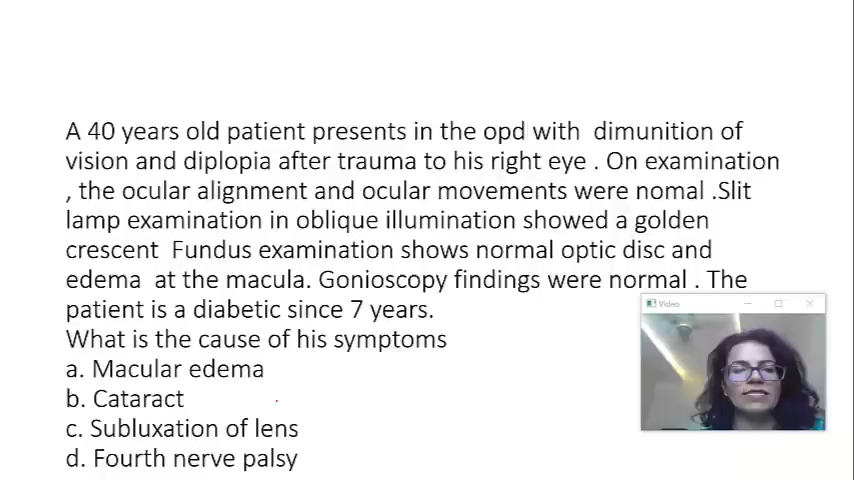 A 40 years old patient presents in the opd with dimunition of
vision and diplopia after trauma to his right eye . On examination
, the ocular alignment and ocular movements were nomal .Slit
lamp examination in oblique illumination showed a golden
crescent Fundus examination shows normal optic disc and
edema at the macula. Gonioscopy findings were normal . The
patient is a diabetic since 7 years.
Video
What is the cause of his symptoms
a. Macular edema
b. Cataract
c. Subluxation of lens
d. Fourth nerve palsy